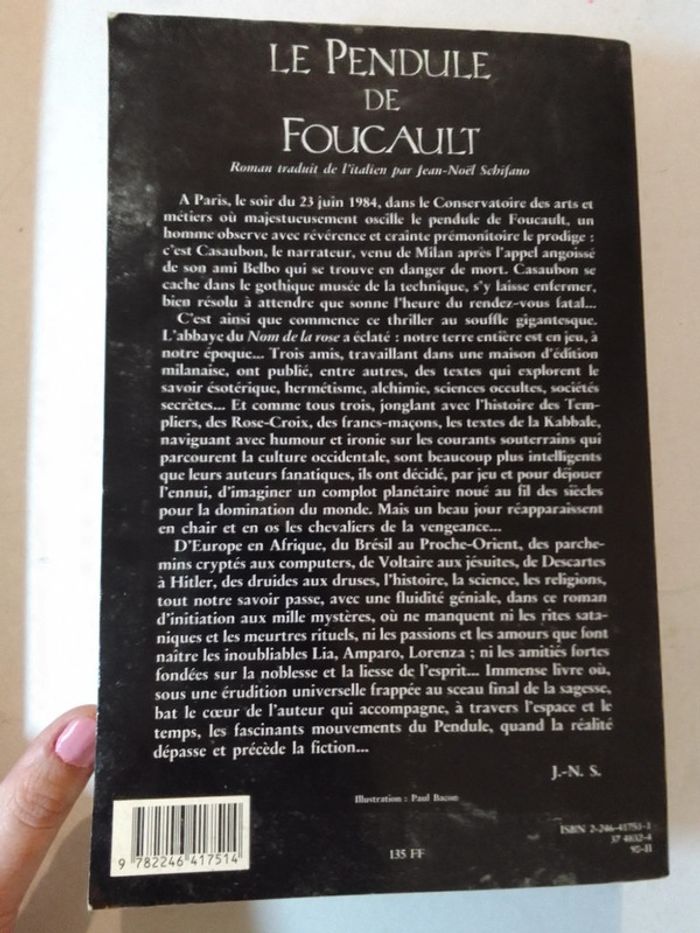 LE PENDULE
DE
FOUCAULT
Roman traduit de l'italien par Jean-Noël Schifano
A Paris, le soir du 23 juin 1984, dans le Conservatoire des arts et
métiers où majestueusement oscille le pendule de Foucault, un
homme observe avec révérence et crainte prémonitoire le prodige :
c'est Casaubon, le narrateur, venu de Milan après l'appel angoissé
de son ami Belbo qui se trouve en danger de mort. Casaubon se
cache dans le gothique musée de la technique, s'y laisse enfermer,
bien résolu à attendre que sonne l'heure du rendez-vous fatal...
C'est ainsi que commence ce thriller au souffle gigantesque.
L'abbaye du Nom de la rose a éclaté : notre terre entière est en jeu, à
notre époque... Trois amis, travaillant dans une maison d'édition
milanaise, ont publié, entre autres, des textes qui explorent le
savoir ésotérique, hermétisme, alchimie, sciences occultes, sociétés
secrètes... Et comme tous trois, jonglant avec l'histoire des Tem-
pliers, des Rose-Croix, des francs-maçons, les textes de la Kabbale,
naviguant avec humour et ironie sur les courants souterrains qui
parcourent la culture occidentale, sont beaucoup plus intelligents
que leurs auteurs fanatiques, ils ont décidé, par jeu et pour déjouer
l'ennui, d'imaginer un complot planétaire noué au fil des siècles
pour la domination du monde. Mais un beau jour réapparaissent
en chair et en os les chevaliers de la vengeance...
D'Europe en Afrique, du Brésil au Proche-Orient, des parche-
mins cryptés aux computers, de Voltaire aux jésuites, de Descartes
à Hitler, des druides aux druses, l'histoire, la science, les religions,
tout notre savoir passe, avec une fluidité géniale, dans ce roman
d'initiation aux mille mystères, où ne manquent ni les rites sata-
niques et les meurtres rituels, ni les passions et les amours que font
naître les inoubliables Lia, Amparo, Lorenza ; ni les amitiés fortes
fondées sur la noblesse et la liesse de l'esprit... Immense livre où,
sous une érudition universelle frappée au sceau final de la sagesse,
bat le cœur de l'auteur qui accompagne, à travers l'espace et le
temps, les fascinants mouvements du Pendule, quand la réalité
dépasse et précède la fiction...
J.-N. S.
Illustration : Paul Bacon
ISBN 2-246-41751-1
37 4832-4
90-II
135 FF
9 782246 417514